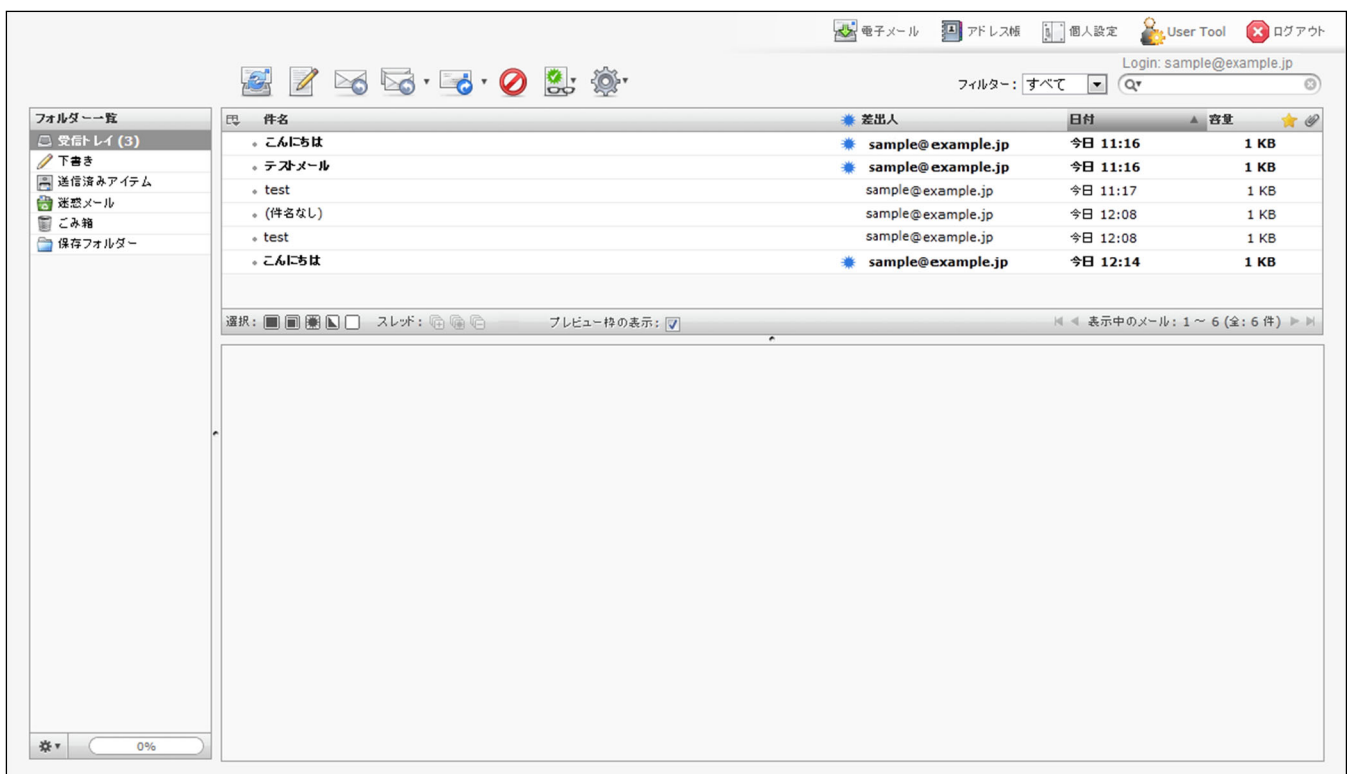 電子メール アドレス帳 個人設定 User Tool ログアウト
Login: sample@example.jp
フィルター: すべて
フォルダー一覧
受信トレイ (3)
下書き
送信済みアイテム
迷惑メール
ごみ箱
保存フォルダー
件名 差出人 日付 容量
こんにちは sample@example.jp 今日 11:16 1 KB
テストメール sample@example.jp 今日 11:16 1 KB
test sample@example.jp 今日 11:17 1 KB
(件名なし) sample@example.jp 今日 12:08 1 KB
test sample@example.jp 今日 12:08 1 KB
こんにちは sample@example.jp 今日 12:14 1 KB
選択: スレッド: プレビュー枠の表示: 表示中のメール: 1 ～ 6 (全: 6 件)
0%